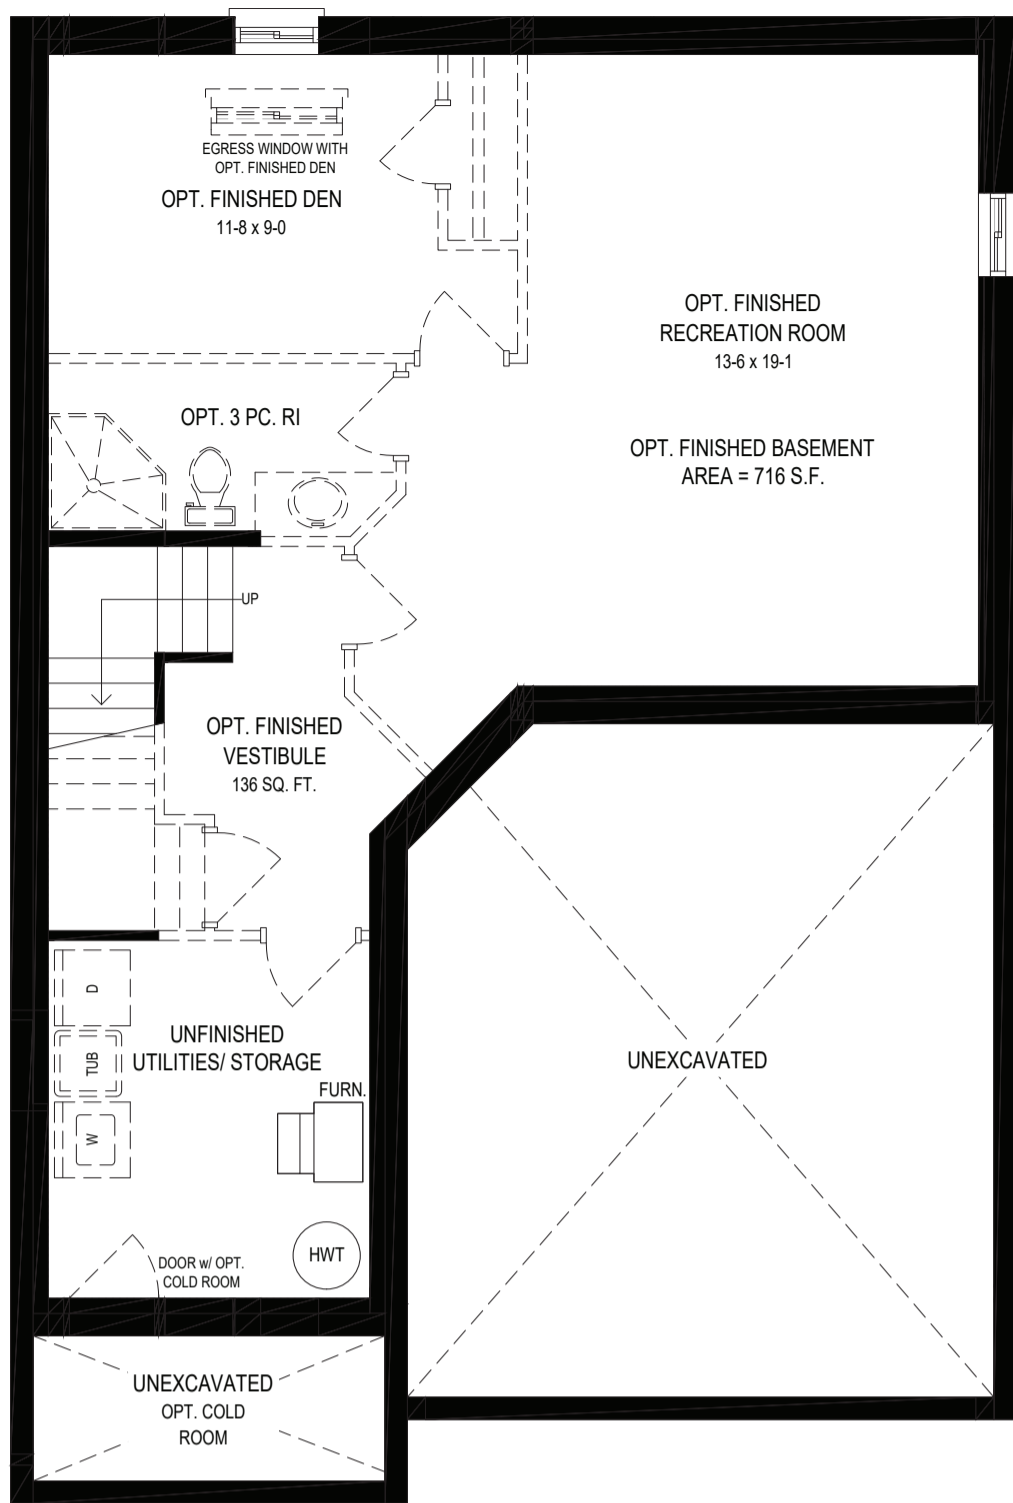 EGRESS WINDOW WITH
OPT. FINISHED DEN
OPT. FINISHED DEN
11-8 x 9-0
OPT. FINISHED
RECREATION ROOM
13-6 x 19-1
OPT. 3 PC. RI
OPT. FINISHED BASEMENT
AREA = 716 S.F.
UP
OPT. FINISHED
VESTIBULE
136 SQ. FT.
D
TUB
W
UNFINISHED
UTILITIES/ STORAGE
FURN.
HWT
DOOR w/ OPT.
COLD ROOM
UNEXCAVATED
UNEXCAVATED
OPT. COLD
ROOM